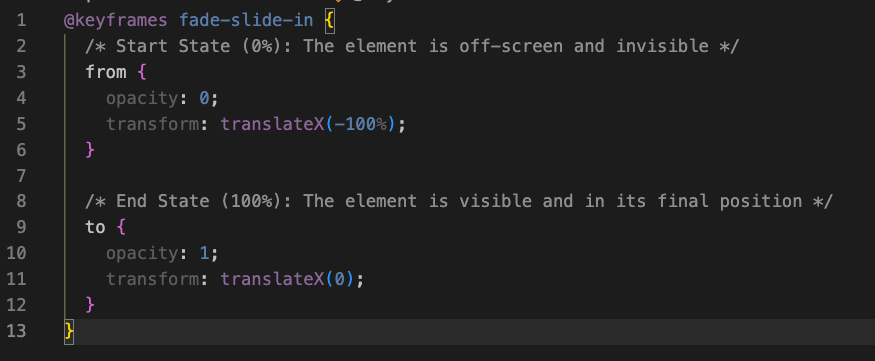 1 @keyframes fade-slide-in {
2   /* Start State (0%): The element is off-screen and invisible */
3   from {
4     opacity: 0;
5     transform: translateX(-100%);
6   }
7
8   /* End State (100%): The element is visible and in its final position */
9   to {
10     opacity: 1;
11     transform: translateX(0);
12   }
13 }